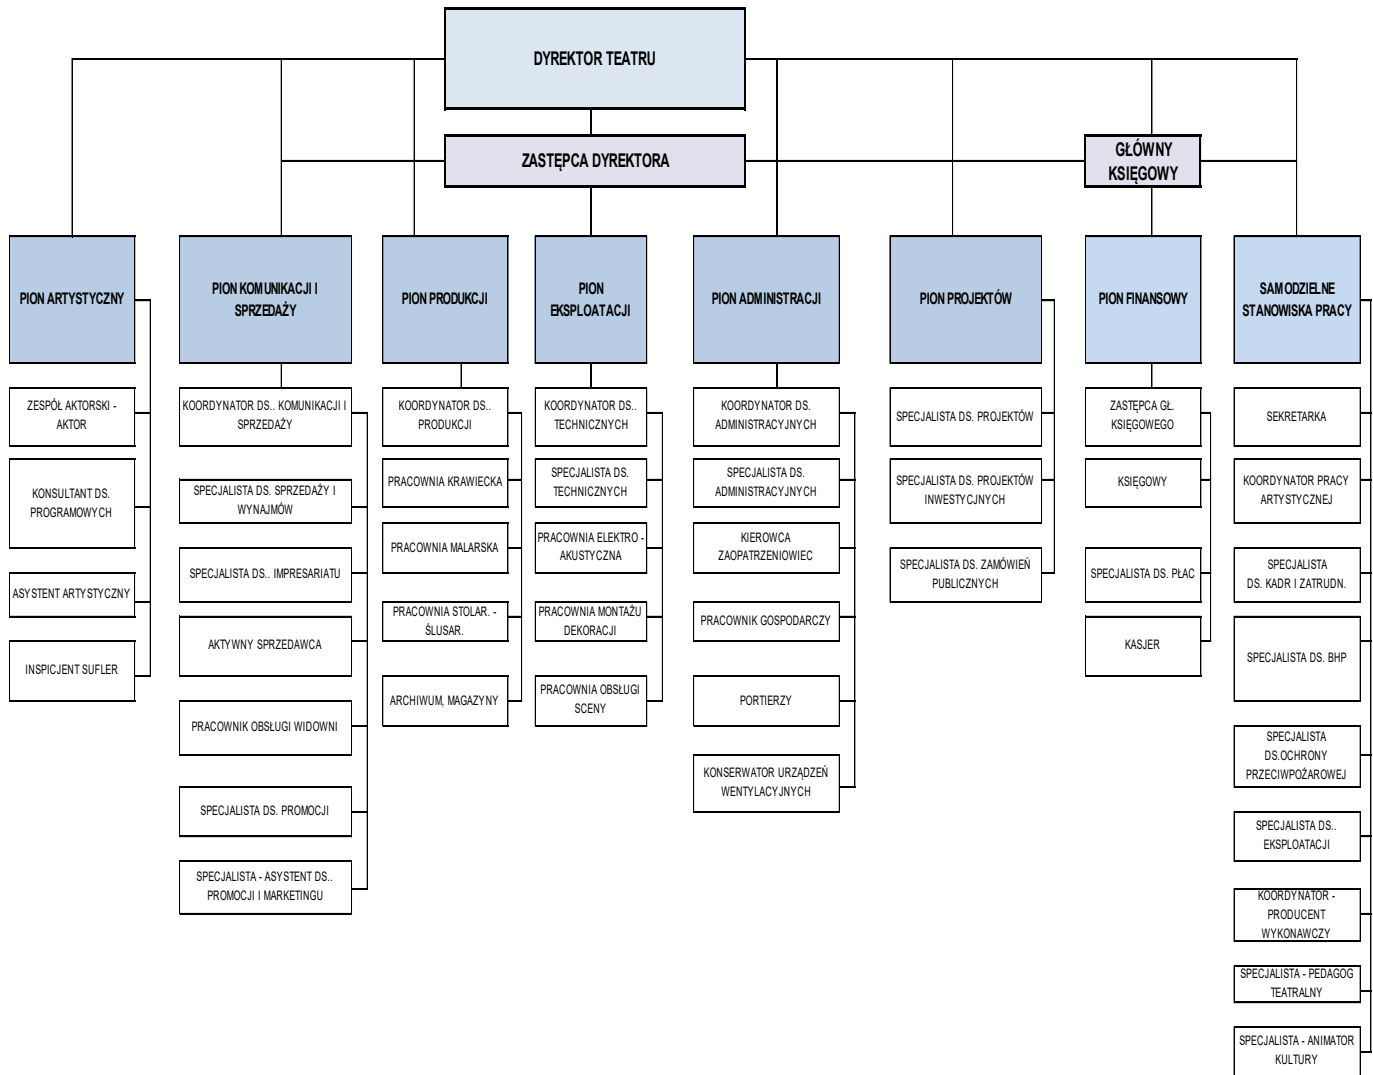 DYREKTOR TEATRU
ZASTĘPCA DYREKTORA
GŁÓWNY
KSIĘGOWY
PION ARTYSTYCZNY
ZESPÓŁ AKTORSKI -
AKTOR
KONSULTANT DS.
PROGRAMOWYCH
ASYSTENT ARTYSTYCZNY
INSPICJENT SUFLER
PION KOMUNIKACJI I
SPRZEDAŻY
KOORDYNATOR DS.. KOMUNIKACJI I
SPRZEDAŻY
SPECJALISTA DS. SPRZEDAŻY I
WYNAJMÓW
SPECJALISTA DS.. IMPRESARIATU
AKTYWNY SPRZEDAWCA
PRACOWNIK OBSŁUGI WIDOWNI
SPECJALISTA DS. PROMOCJI
SPECJALISTA - ASYSTENT DS..
PROMOCJI I MARKETINGU
PION PRODUKCJI
KOORDYNATOR DS..
PRODUKCJI
PRACOWNIA KRAWIECKA
PRACOWNIA MALARSKA
PRACOWNIA STOLAR. -
ŚLUSAR.
ARCHIWUM, MAGAZYNY
PION
EKSPLOATACJI
KOORDYNATOR DS..
TECHNICZNYCH
SPECJALISTA DS.
TECHNICZNYCH
PRACOWNIA ELEKTRO -
AKUSTYCZNA
PRACOWNIA MONTAŻU
DEKORACJI
PRACOWNIA OBSŁUGI
SCENY
PION ADMINISTRACJI
KOORDYNATOR DS.
ADMINISTRACYJNYCH
SPECJALISTA DS.
ADMINISTRACYJNYCH
KIEROWCA
ZAOPATRZENIOWIEC
PRACOWNIK GOSPODARCZY
PORTIERZY
KONSERWATOR URZĄDZEŃ
WENTYLACYJNYCH
PION PROJEKTÓW
SPECJALISTA DS. PROJEKTÓW
SPECJALISTA DS. PROJEKTÓW
INWESTYCJNYCH
SPECJALISTA DS. ZAMÓWIEŃ
PUBLICZNYCH
PION FINANSOWY
ZASTĘPCA GŁ.
KSIĘGOWEGO
KSIĘGOWY
SPECJALISTA DS. PŁAC
KASJER
SAMODZIELNE
STANOWISKA PRACY
SEKRETARKA
KOORDYNATOR PRACY
ARTYSTYCZNEJ
SPECJALISTA
DS. KADR I ZATRUDN.
SPECJALISTA DS. BHP
SPECJALISTA
DS.OCHRONY
PRZECIWPOŻAROWEJ
SPECJALISTA DS..
EKSPLOATACJI
KOORDYNATOR -
PRODUCENT
WYKONAWCZY
SPECJALISTA - PEDAGOG
TEATRALNY
SPECJALISTA - ANIMATOR
KULTURY